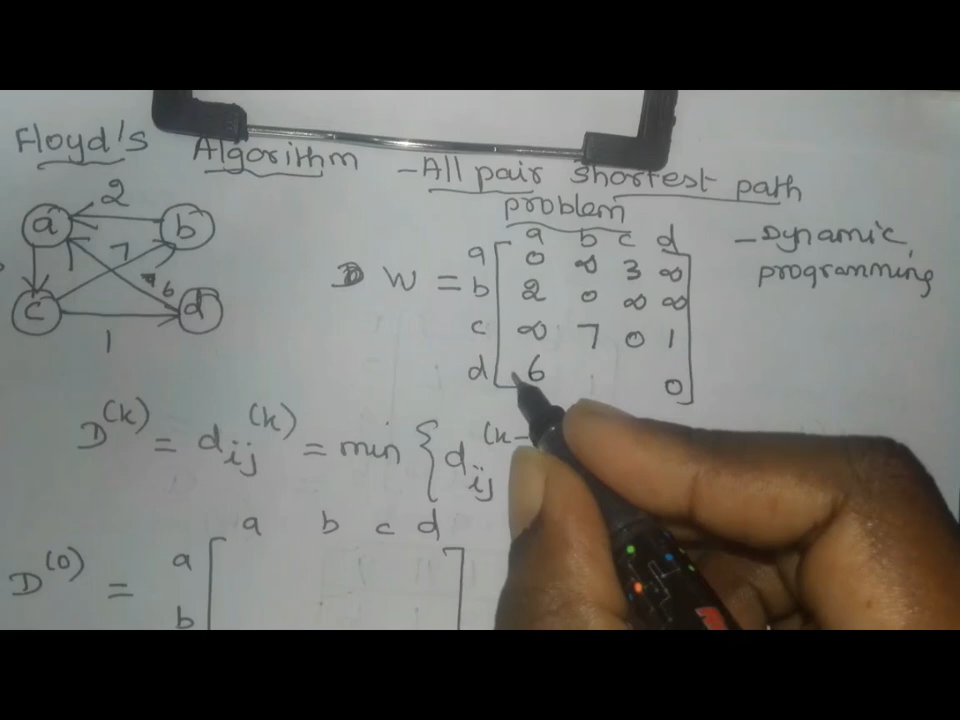 Floyd's Algorithm - All pair shortest path
problem
- Dynamic
programming
2
a b
7
6
c d
1
a b c d
W =
a 0 ∞ 3 ∞
b 2 0 ∞ ∞
c ∞ 7 0 1
d 6 0
D(k) = dij(k) = min { dij(k-
a b c d
D(0) =
a
b